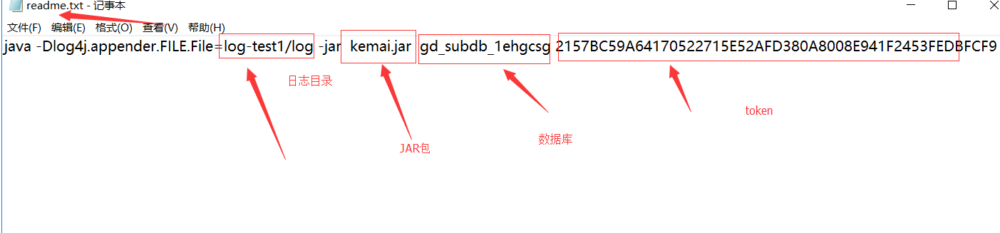 readme.txt - 记事本
文件(F) 编辑(E) 格式(O) 查看(V) 帮助(H)
java -Dlog4j.appender.FILE.File=log-test1/log -jar kemai.jar gd_subdb_1ehgcsg 2157BC59A64170522715E52AFD380A8008E941F2453FEDBFCF9
日志目录
token
数据库
JAR包